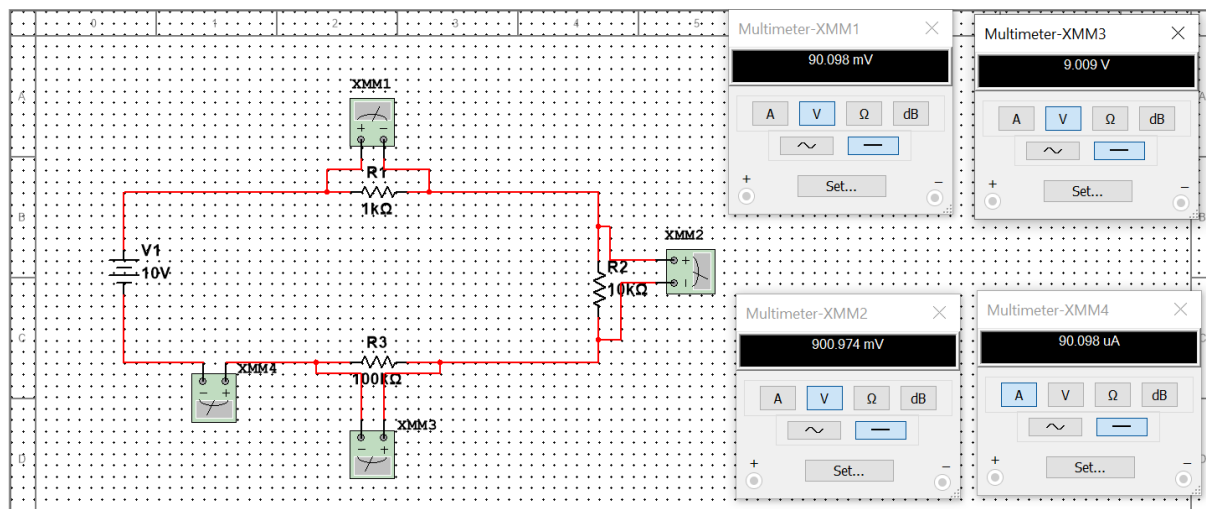 0 1 2 3 4 5
A
B
C
D
XMM1
+ −
R1
1kΩ
V1
10V
XMM2
+
−
R2
10kΩ
R3
100kΩ
XMM4
− +
XMM3
− +
Multimeter-XMM1
90.098 mV
A V Ω dB
+ −
Set...
Multimeter-XMM3
9.009 V
A V Ω dB
+ −
Set...
Multimeter-XMM2
900.974 mV
A V Ω dB
+ −
Set...
Multimeter-XMM4
90.098 uA
A V Ω dB
+ −
Set...
A
B
C
D